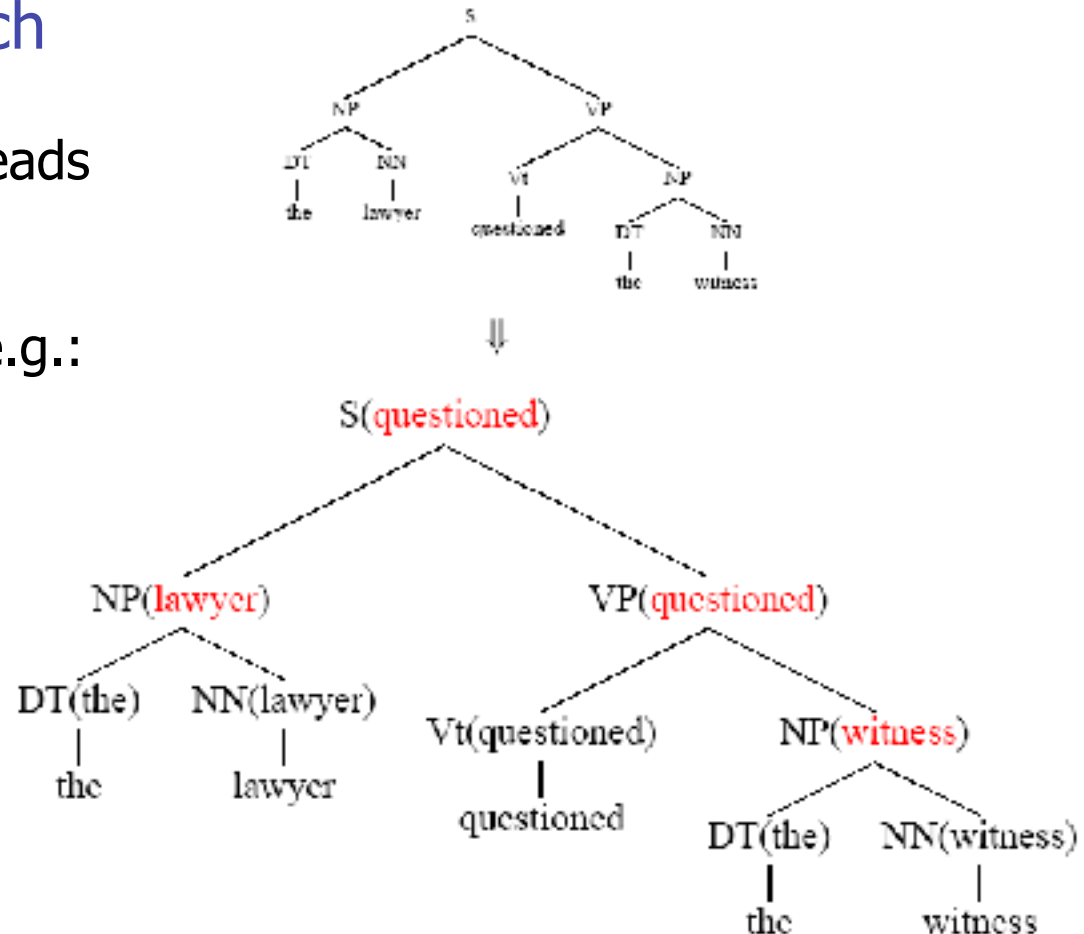 ch
S
NP VP
eads
DT NN Vt NP
the lawyer questioned DT NN
the witness
⇓
e.g.:
S(questioned)
NP(lawyer) VP(questioned)
DT(the) NN(lawyer) Vt(questioned) NP(witness)
the lawyer questioned
DT(the) NN(witness)
the witness